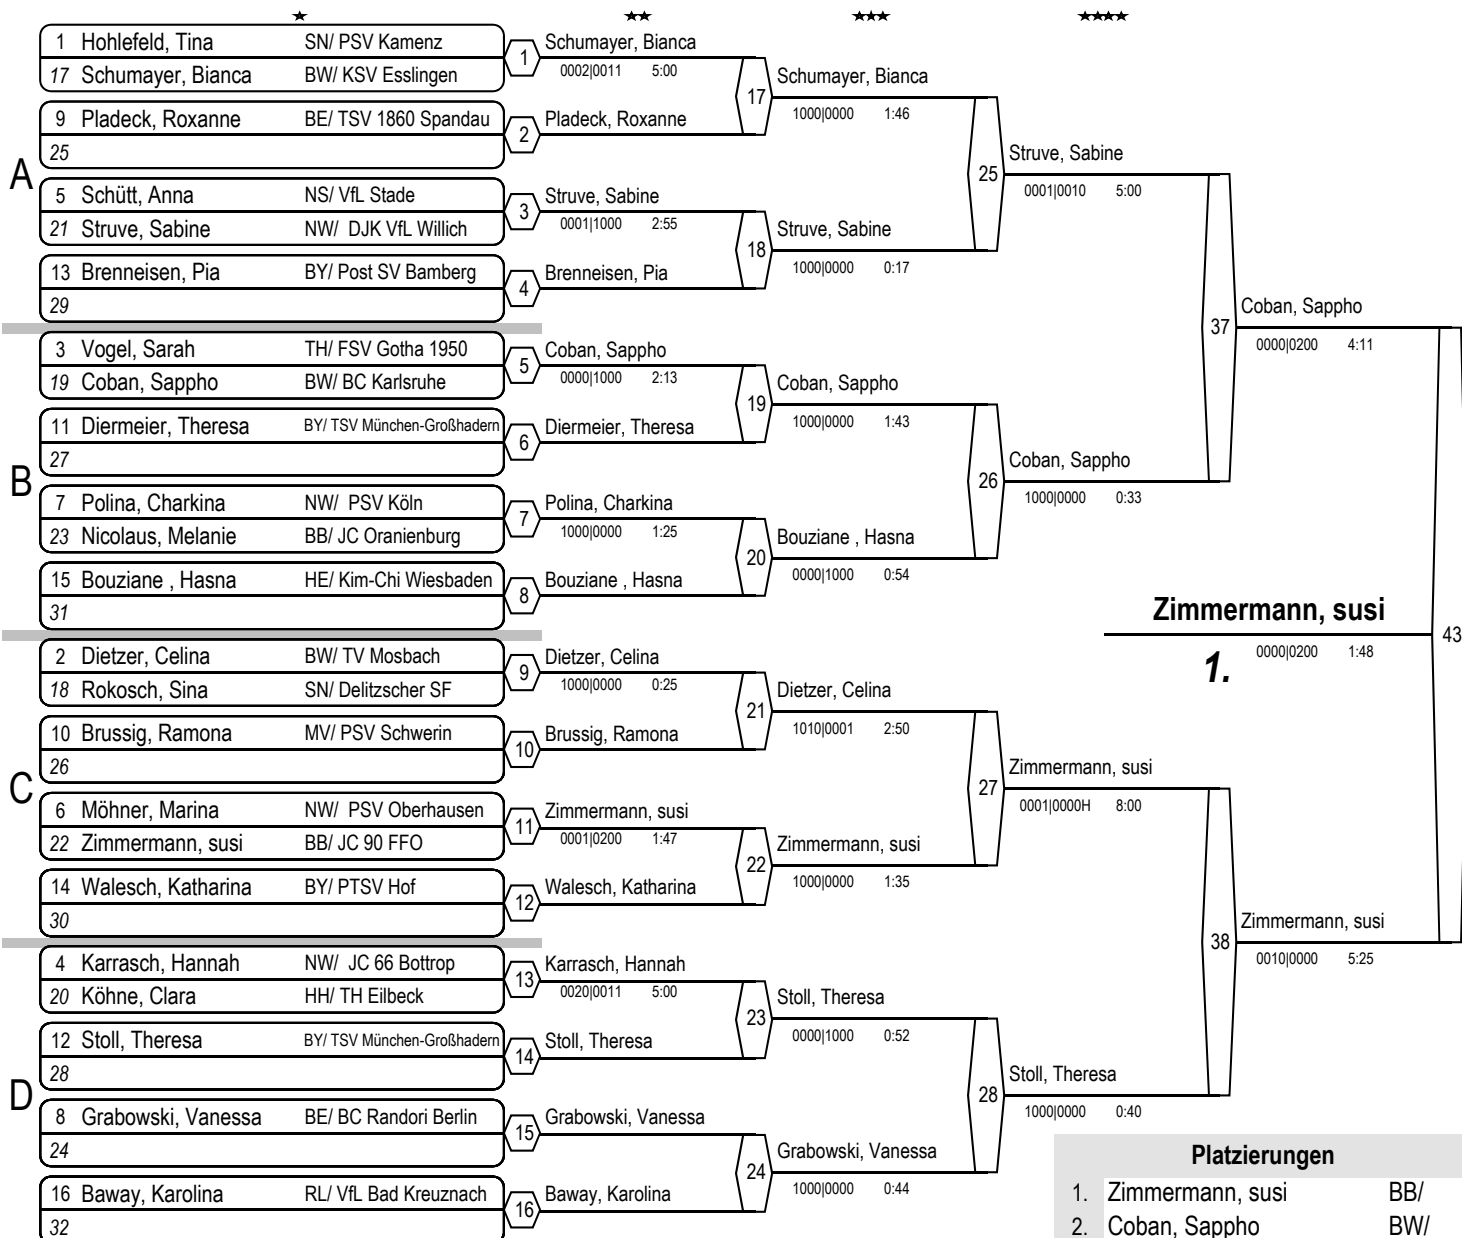 ★ ★★ ★★★ ★★★★
1 Hohlefeld, Tina SN/ PSV Kamenz
17 Schumayer, Bianca BW/ KSV Esslingen
9 Pladeck, Roxanne BE/ TSV 1860 Spandau
25
A
5 Schütt, Anna NS/ VfL Stade
21 Struve, Sabine NW/ DJK VfL Willich
13 Brenneisen, Pia BY/ Post SV Bamberg
29
3 Vogel, Sarah TH/ FSV Gotha 1950
19 Coban, Sappho BW/ BC Karlsruhe
11 Diermeier, Theresa BY/ TSV München-Großhadern
27
B
7 Polina, Charkina NW/ PSV Köln
23 Nicolaus, Melanie BB/ JC Oranienburg
15 Bouziane , Hasna HE/ Kim-Chi Wiesbaden
31
2 Dietzer, Celina BW/ TV Mosbach
18 Rokosch, Sina SN/ Delitzscher SF
10 Brussig, Ramona MV/ PSV Schwerin
26
C
6 Möhner, Marina NW/ PSV Oberhausen
22 Zimmermann, susi BB/ JC 90 FFO
14 Walesch, Katharina BY/ PTSV Hof
30
4 Karrasch, Hannah NW/ JC 66 Bottrop
20 Köhne, Clara HH/ TH Eilbeck
12 Stoll, Theresa BY/ TSV München-Großhadern
28
D
8 Grabowski, Vanessa BE/ BC Randori Berlin
24
16 Baway, Karolina RL/ VfL Bad Kreuznach
32
1 Schumayer, Bianca
0002|0011 5:00
2 Pladeck, Roxanne
3 Struve, Sabine
0001|1000 2:55
4 Brenneisen, Pia
5 Coban, Sappho
0000|1000 2:13
6 Diermeier, Theresa
7 Polina, Charkina
1000|0000 1:25
8 Bouziane , Hasna
9 Dietzer, Celina
1000|0000 0:25
10 Brussig, Ramona
11 Zimmermann, susi
0001|0200 1:47
12 Walesch, Katharina
13 Karrasch, Hannah
0020|0011 5:00
14 Stoll, Theresa
15 Grabowski, Vanessa
16 Baway, Karolina
17 Schumayer, Bianca
1000|0000 1:46
18 Struve, Sabine
1000|0000 0:17
19 Coban, Sappho
1000|0000 1:43
20 Bouziane , Hasna
0000|1000 0:54
21 Dietzer, Celina
1010|0001 2:50
22 Zimmermann, susi
1000|0000 1:35
23 Stoll, Theresa
0000|1000 0:52
24 Grabowski, Vanessa
1000|0000 0:44
25 Struve, Sabine
0001|0010 5:00
26 Coban, Sappho
1000|0000 0:33
27 Zimmermann, susi
0001|0000H 8:00
28 Stoll, Theresa
1000|0000 0:40
37 Coban, Sappho
0000|0200 4:11
38 Zimmermann, susi
0010|0000 5:25
Zimmermann, susi 43
1. 0000|0200 1:48
Platzierungen
1. Zimmermann, susi BB/
2. Coban, Sappho BW/